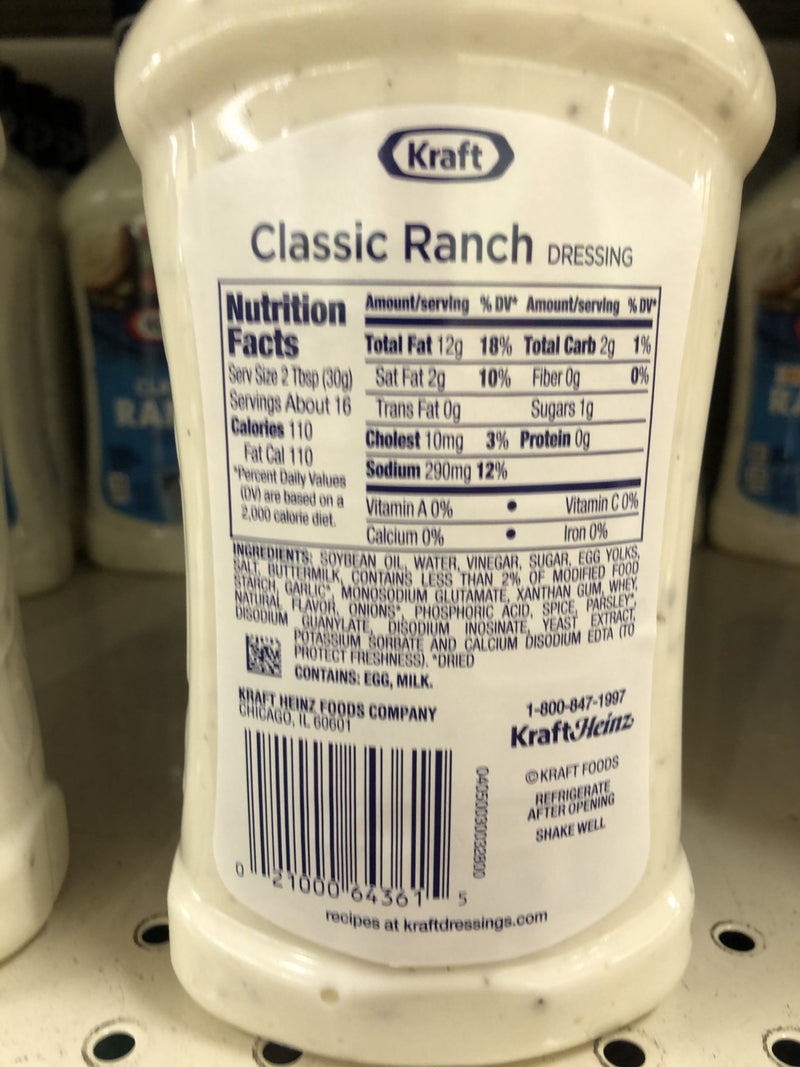 Kraft
Classic Ranch DRESSING
Nutrition
Facts
Serv Size 2 Tbsp (30g)
Servings About 16
Calories 110
Fat Cal 110
*Percent Daily Values
(DV) are based on a
2,000 calorie diet.
Amount/serving % DV* Amount/serving % DV*
Total Fat 12g 18% Total Carb 2g 1%
Sat Fat 2g 10% Fiber 0g 0%
Trans Fat 0g Sugars 1g
Cholest 10mg 3% Protein 0g
Sodium 290mg 12%
Vitamin A 0% • Vitamin C 0%
Calcium 0% • Iron 0%
INGREDIENTS: SOYBEAN OIL, WATER, VINEGAR, SUGAR, EGG YOLKS,
SALT, BUTTERMILK, CONTAINS LESS THAN 2% OF MODIFIED FOOD
STARCH, GARLIC*, MONOSODIUM GLUTAMATE, XANTHAN GUM, WHEY,
NATURAL FLAVOR, ONIONS*, PHOSPHORIC ACID, SPICE, PARSLEY*,
DISODIUM GUANYLATE, DISODIUM INOSINATE, YEAST EXTRACT,
POTASSIUM SORBATE AND CALCIUM DISODIUM EDTA (TO
PROTECT FRESHNESS). *DRIED
CONTAINS: EGG, MILK.
KRAFT HEINZ FOODS COMPANY
CHICAGO, IL 60601
1-800-847-1997
KraftHeinz
© KRAFT FOODS
REFRIGERATE
AFTER OPENING
SHAKE WELL
0 21000 64361 5
recipes at kraftdressings.com